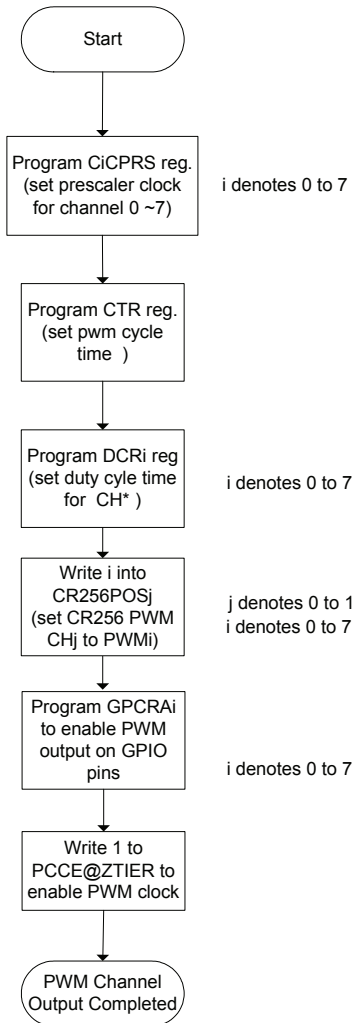 Start
Program CiCPRS reg.
(set prescaler clock
for channel 0 ~7)
i denotes 0 to 7
Program CTR reg.
(set pwm cycle
time )
Program DCRi reg
(set duty cyle time
for CH* )
i denotes 0 to 7
Write i into
CR256POSj
(set CR256 PWM
CHj to PWMi)
j denotes 0 to 1
i denotes 0 to 7
Program GPCRAi
to enable PWM
output on GPIO
pins
i denotes 0 to 7
Write 1 to
PCCE@ZTIER to
enable PWM clock
PWM Channel
Output Completed